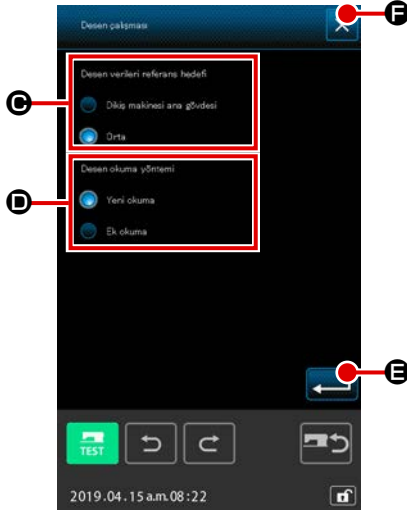 F
Desen çalışması
Desen verileri referans hedefi
C
Dikiş makinesi ana gövdesi
Orta
Desen okuma yöntemi
D
Yeni okuma
Ek okuma
E
TEST
2019.04.15 a.m.08:22